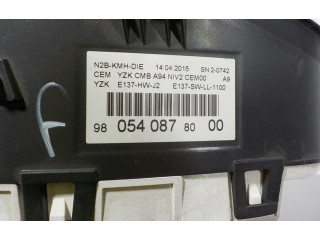 N2B-KMH-DIE 14.04.2015 SN 2-0742
CEM YZK CMB A94 NIV2 CEM00 A9
YZK E137-HW-J2 E137-SW-LL-1100
98 054 087 80 00